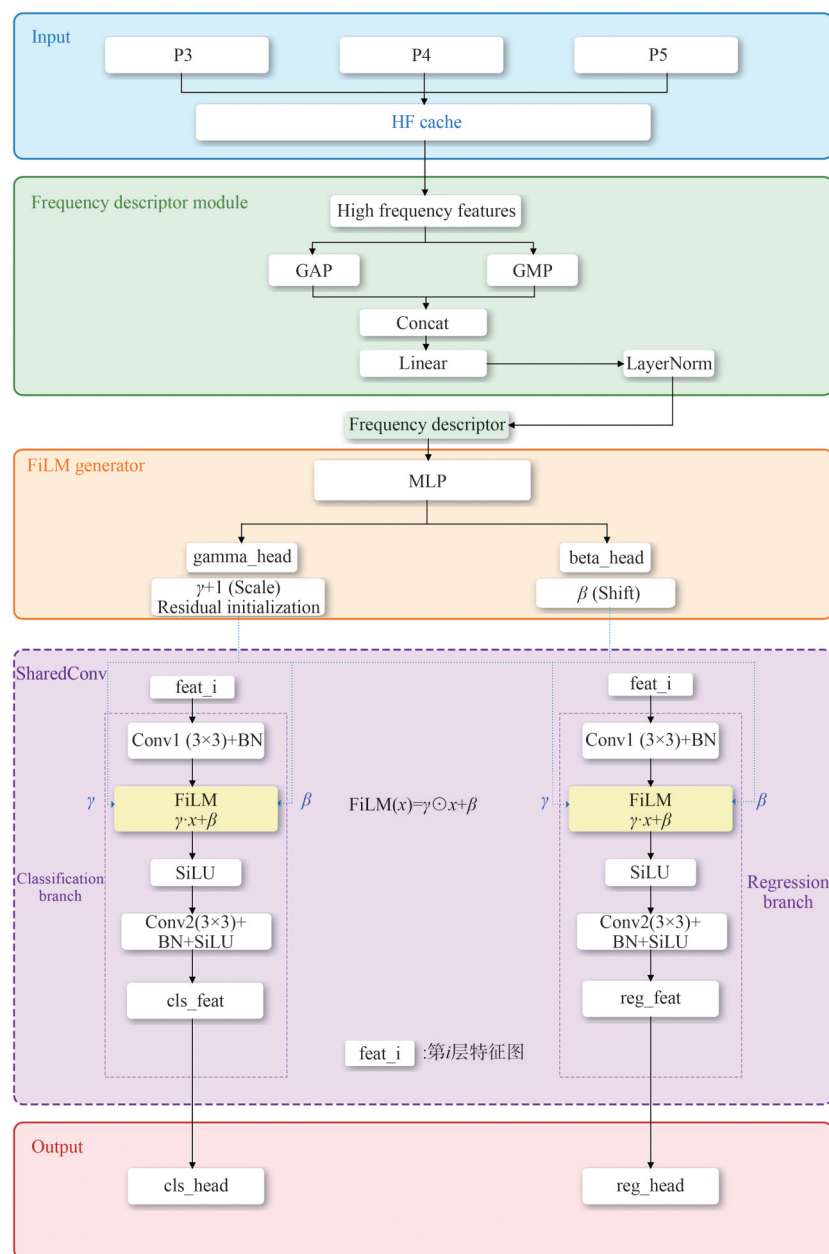 Input
P3
P4
P5
HF cache
Frequency descriptor module
High frequency features
GAP
GMP
Concat
Linear
LayerNorm
Frequency descriptor
FiLM generator
MLP
gamma_head
beta_head
γ+1 (Scale)
Residual initialization
β (Shift)
SharedConv
feat_i
Conv1 (3×3)+BN
γ
FiLM
γ·x+β
β
SiLU
Classification
branch
Conv2(3×3)+
BN+SiLU
cls_feat
FiLM(x)=γ⊙x+β
feat_i
Conv1 (3×3)+BN
γ
FiLM
γ·x+β
β
SiLU
Regression
branch
Conv2(3×3)+
BN+SiLU
reg_feat
feat_i :第i层特征图
Output
cls_head
reg_head